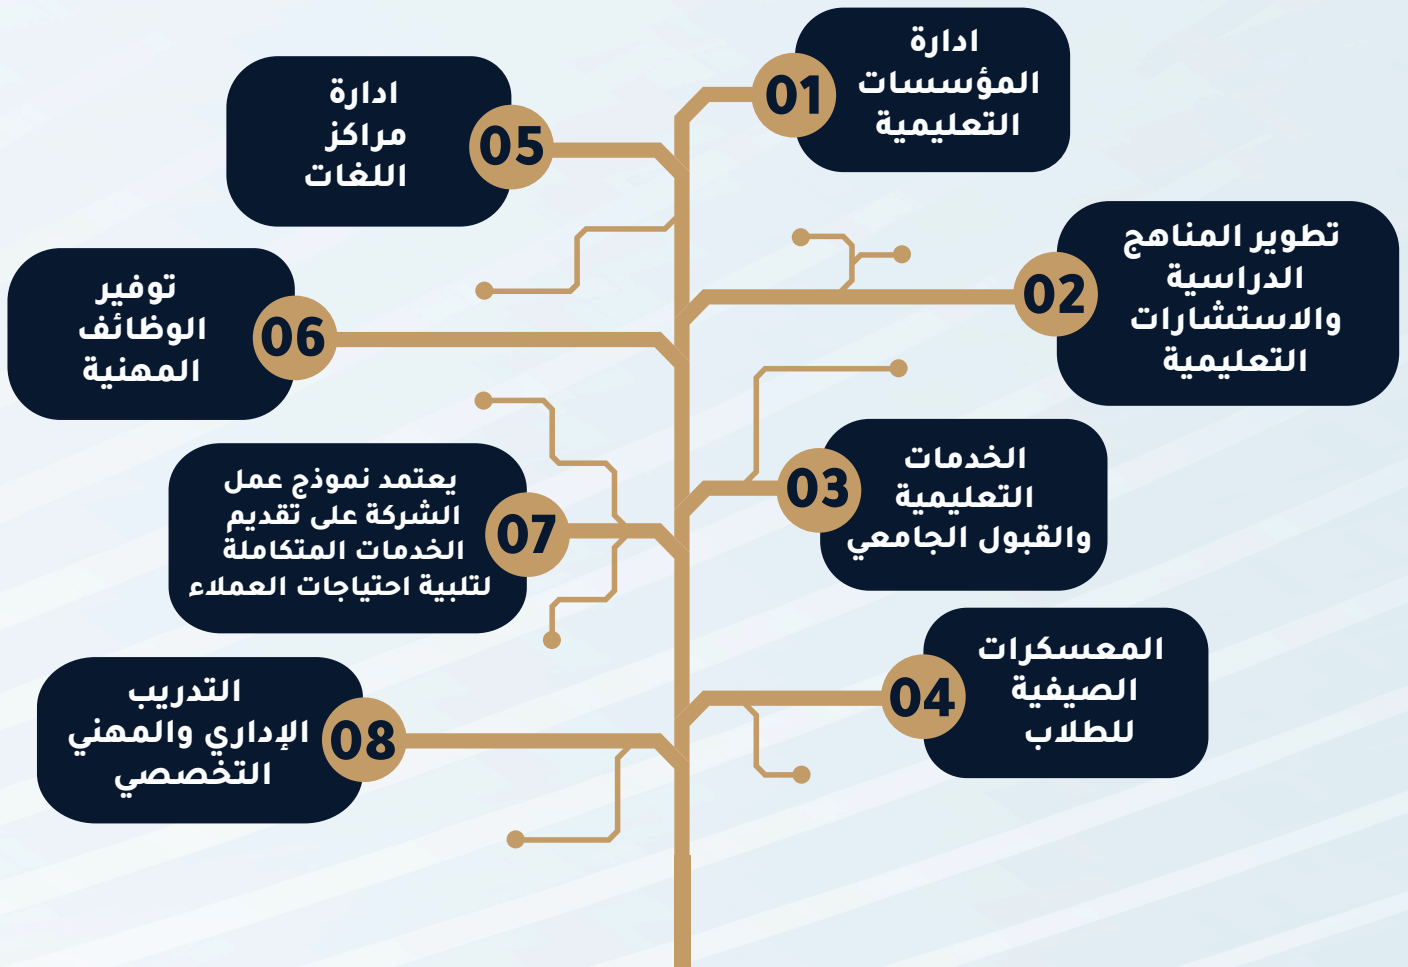 01
ادارة
المؤسسات
التعليمية
02
تطوير المناهج
الدراسية
والاستشارات
التعليمية
03
الخدمات
التعليمية
والقبول الجامعي
04
المعسكرات
الصيفية
للطلاب
05
ادارة
مراكز
اللغات
06
توفير
الوظائف
المهنية
07
يعتمد نموذج عمل
الشركة على تقديم
الخدمات المتكاملة
لتلبية احتياجات العملاء
08
التدريب
الإداري والمهني
التخصصي